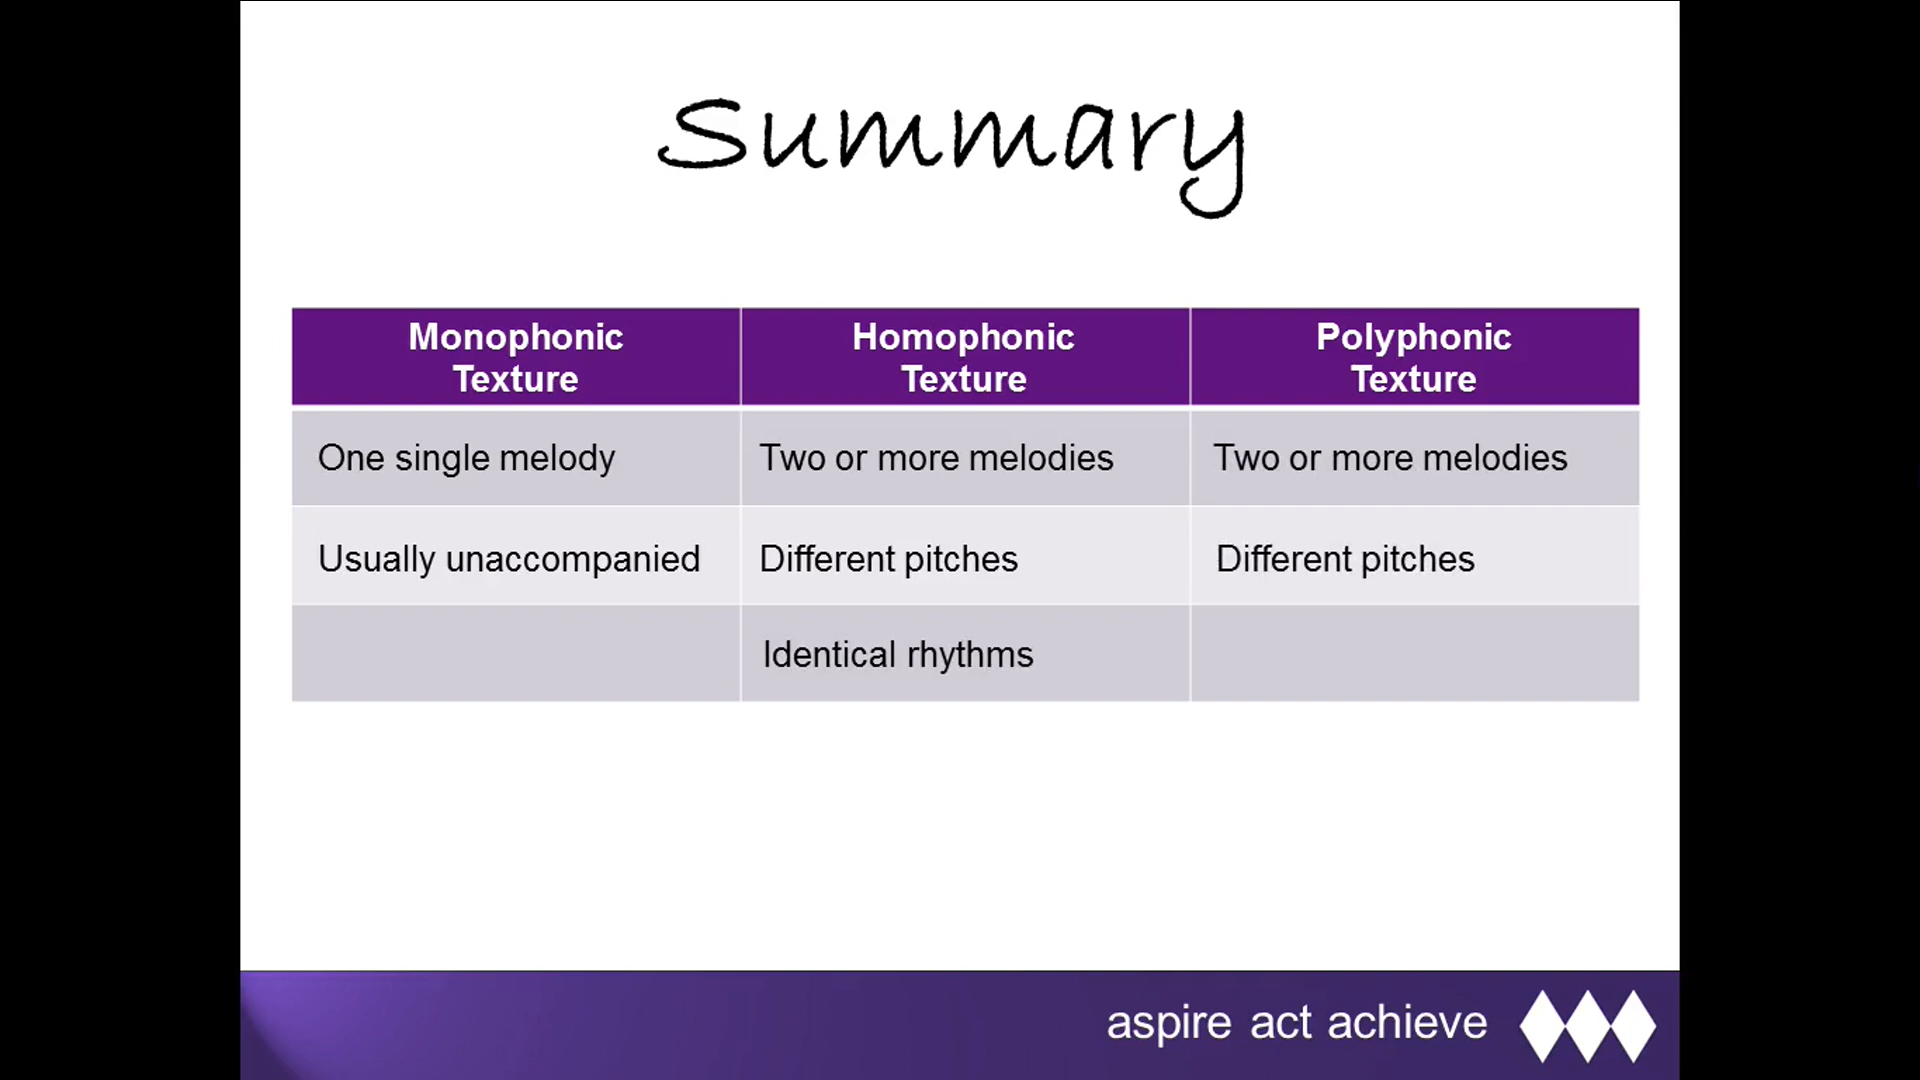 Summary
Monophonic
Texture
Homophonic
Texture
Polyphonic
Texture
One single melody
Two or more melodies
Two or more melodies
Usually unaccompanied
Different pitches
Different pitches
Identical rhythms
aspire act achieve